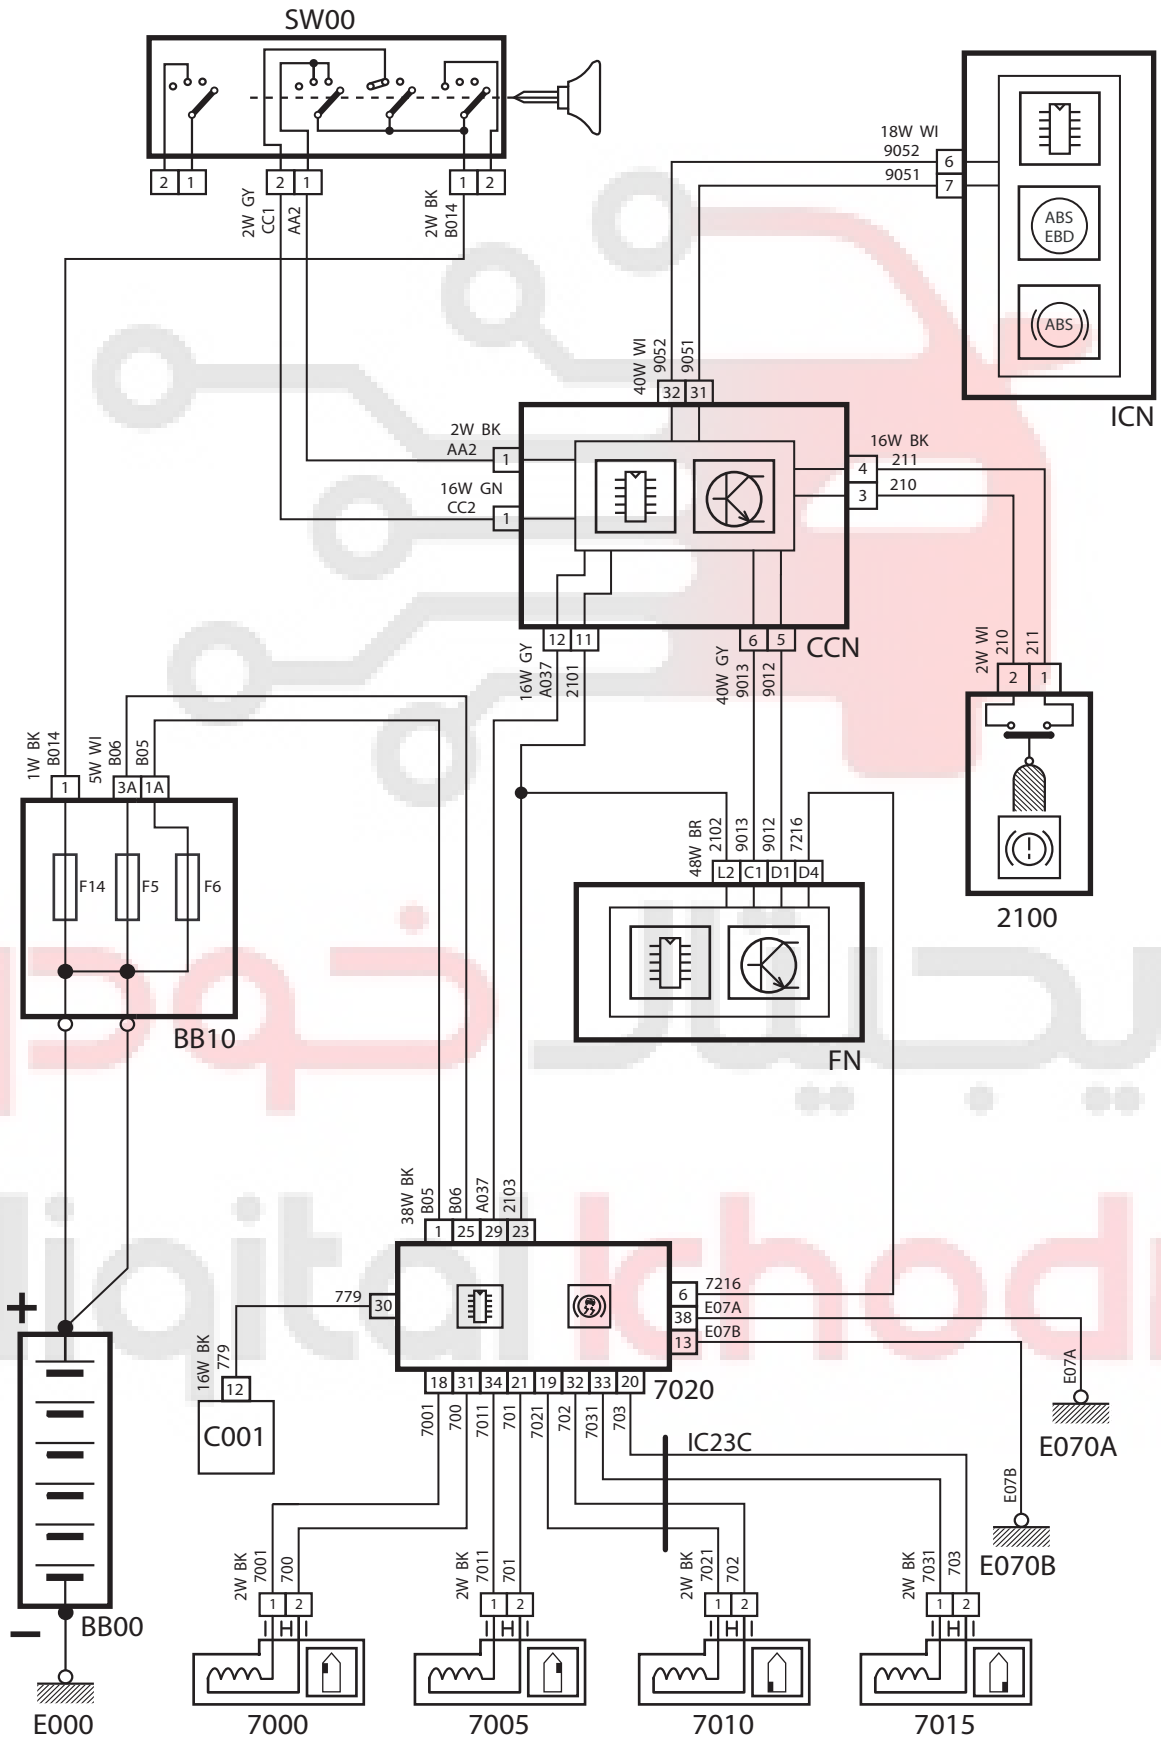 SW00
2 1 2 1 1 2
2W GY
CC1
AA2
2W BK
B014
18W WI
9052
9051
6
7
ABS
EBD
ABS
ICN
40W WI
9052
9051
32 31
2W BK
AA2
1
16W GN
CC2
1
16W BK
4 211
3 210
12 11
6 5
CCN
16W GY
A037
2101
40W GY
9013
9012
2W WI
210
211
2 1
2100
1W BK
B014
5W WI
B06
B05
1 3A 1A
F14 F5 F6
BB10
48W BR
2102
9013
9012
7216
L2 C1 D1 D4
FN
خودرو
دیجیتال
digital khodro
38W BK
B05
B06
A037
2103
1 25 29 23
779 30
6 7216
38 E07A
13 E07B
16W BK
779
12
C001
18 31 34 21 19 32 33 20
7020
7001
700
7011
701
7021
702
7031
703
IC23C
E07A
E070A
E07B
E070B
+
−
BB00
E000
2W BK
7001
700
1 2
7000
2W BK
7011
701
1 2
7005
2W BK
7021
702
1 2
7010
2W BK
7031
703
1 2
7015